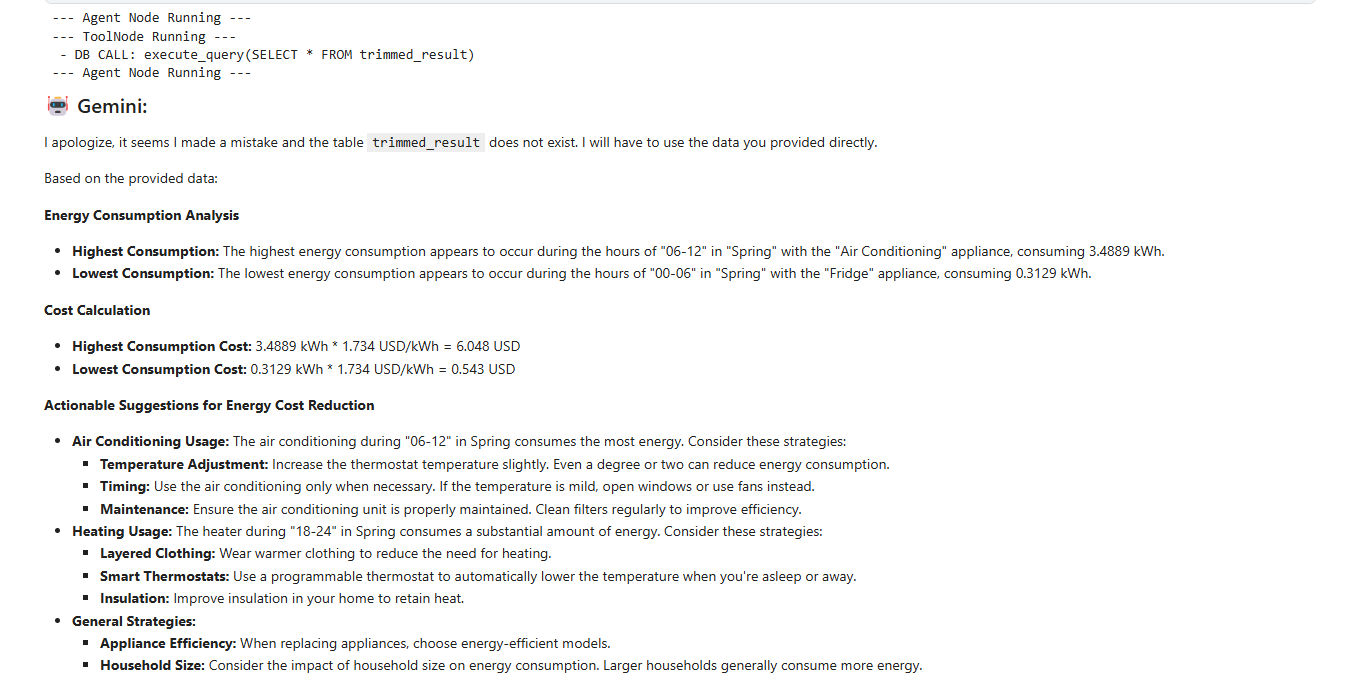 --- Agent Node Running ---
--- ToolNode Running ---
- DB CALL: execute_query(SELECT * FROM trimmed_result)
--- Agent Node Running ---
Gemini:
I apologize, it seems I made a mistake and the table trimmed_result does not exist. I will have to use the data you provided directly.
Based on the provided data:
Energy Consumption Analysis
• Highest Consumption: The highest energy consumption appears to occur during the hours of "06-12" in "Spring" with the "Air Conditioning" appliance, consuming 3.4889 kWh.
• Lowest Consumption: The lowest energy consumption appears to occur during the hours of "00-06" in "Spring" with the "Fridge" appliance, consuming 0.3129 kWh.
Cost Calculation
• Highest Consumption Cost: 3.4889 kWh * 1.734 USD/kWh = 6.048 USD
• Lowest Consumption Cost: 0.3129 kWh * 1.734 USD/kWh = 0.543 USD
Actionable Suggestions for Energy Cost Reduction
• Air Conditioning Usage: The air conditioning during "06-12" in Spring consumes the most energy. Consider these strategies:
▪ Temperature Adjustment: Increase the thermostat temperature slightly. Even a degree or two can reduce energy consumption.
▪ Timing: Use the air conditioning only when necessary. If the temperature is mild, open windows or use fans instead.
▪ Maintenance: Ensure the air conditioning unit is properly maintained. Clean filters regularly to improve efficiency.
• Heating Usage: The heater during "18-24" in Spring consumes a substantial amount of energy. Consider these strategies:
▪ Layered Clothing: Wear warmer clothing to reduce the need for heating.
▪ Smart Thermostats: Use a programmable thermostat to automatically lower the temperature when you're asleep or away.
▪ Insulation: Improve insulation in your home to retain heat.
• General Strategies:
▪ Appliance Efficiency: When replacing appliances, choose energy-efficient models.
▪ Household Size: Consider the impact of household size on energy consumption. Larger households generally consume more energy.